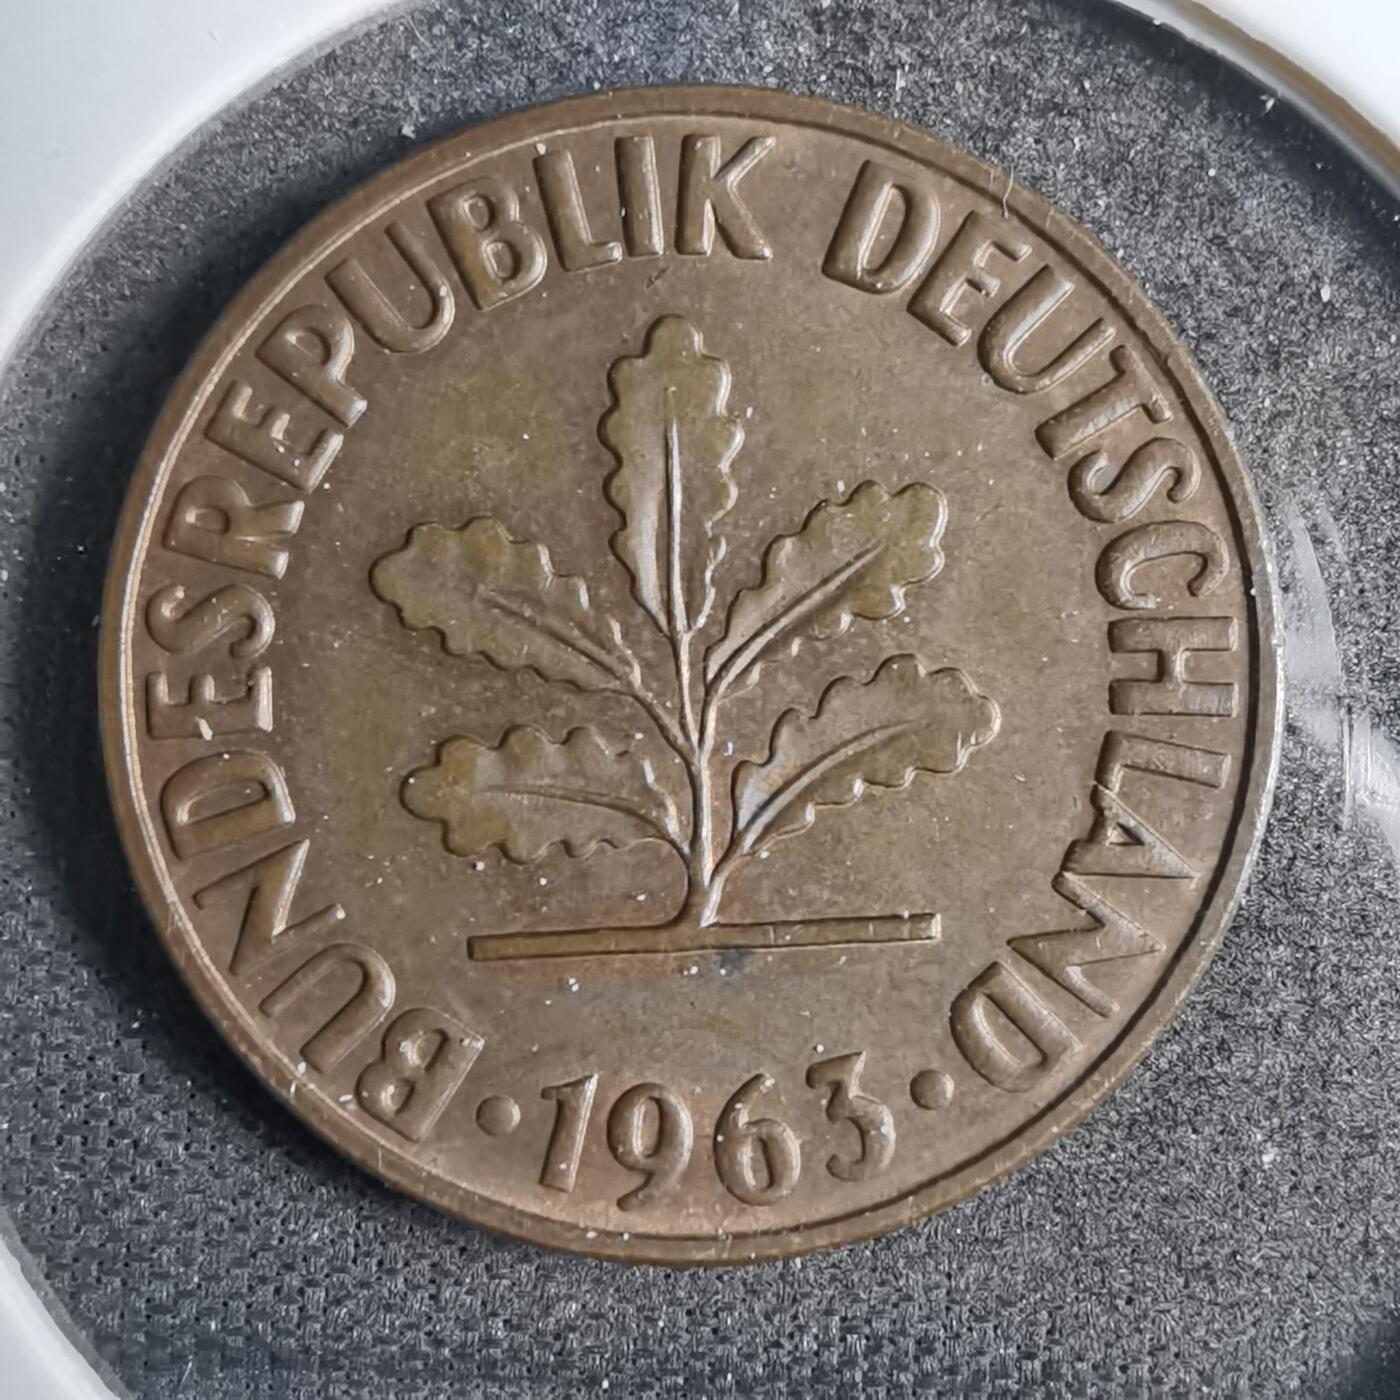 BUNDESREPUBLIK DEUTSCHLAND
• 1963 •